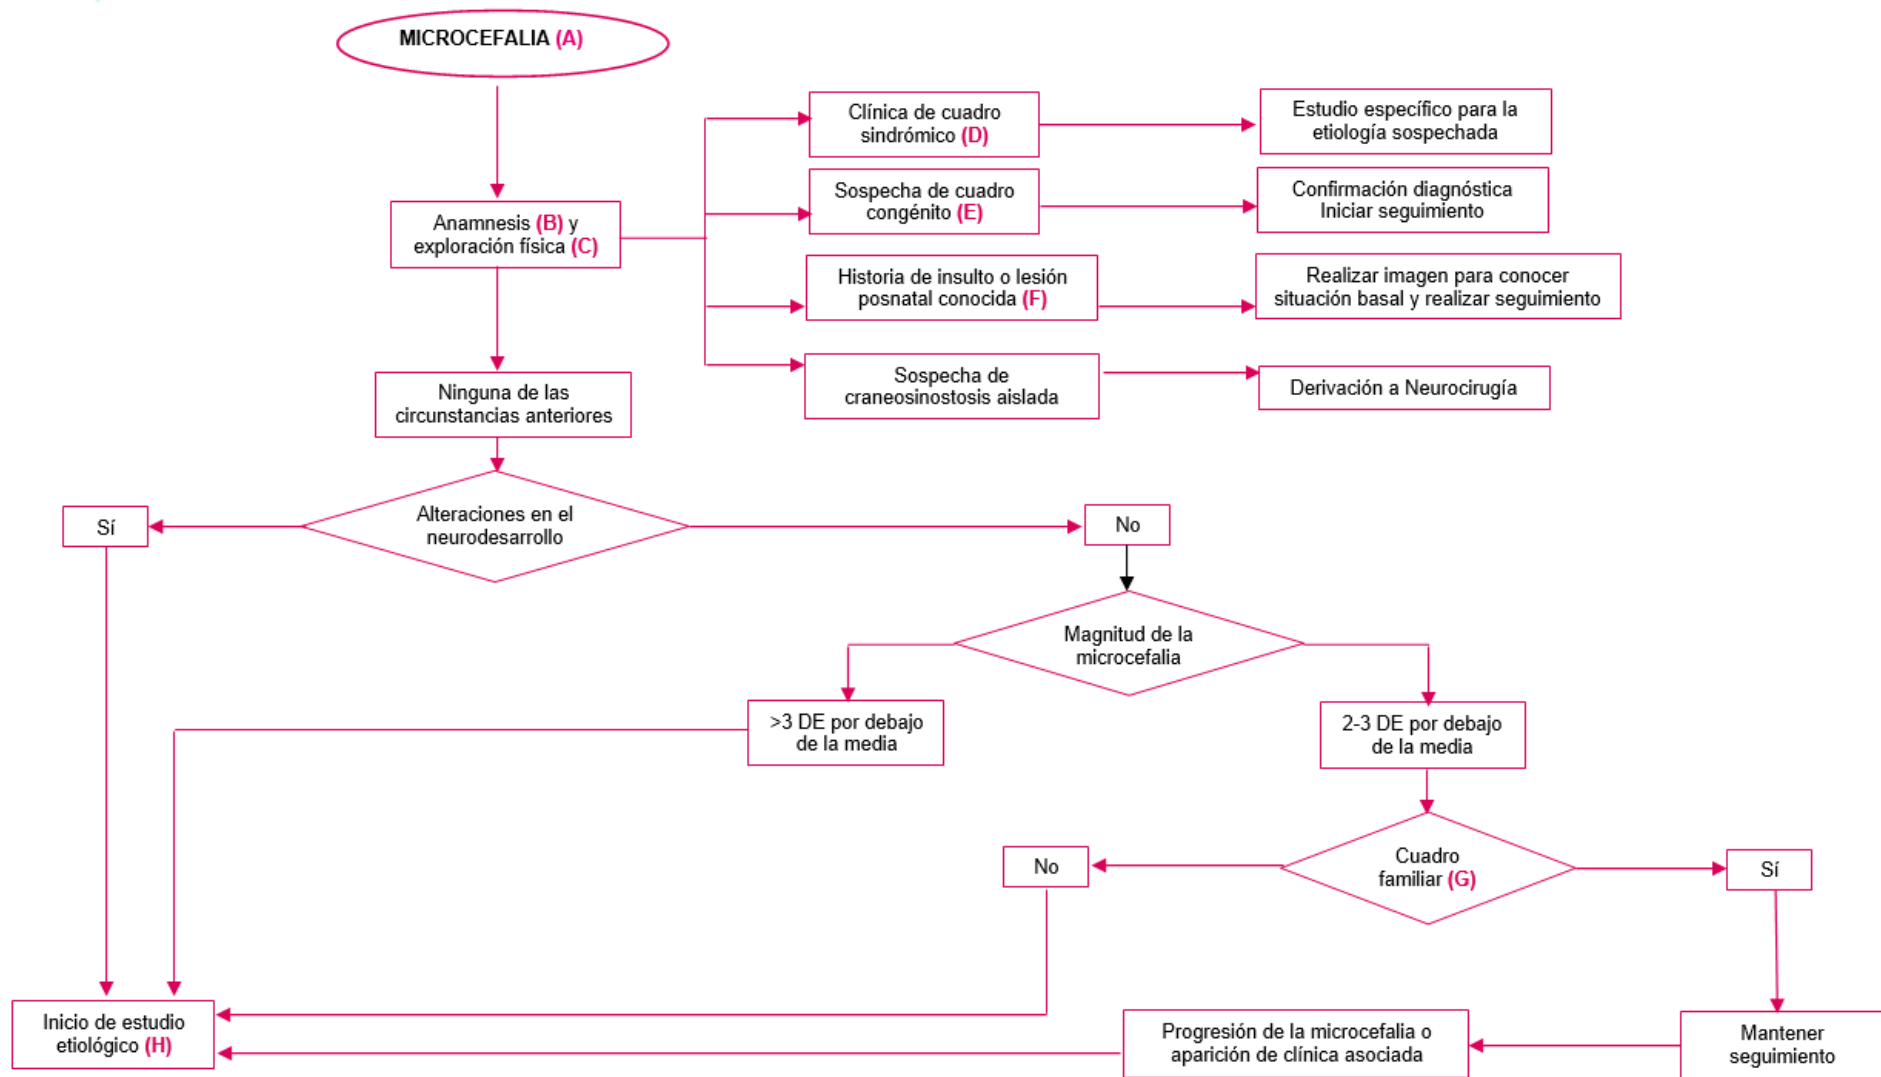 MICROCEFALIA (A)
Clínica de cuadro
sindrómico (D)
Estudio específico para la
etiología sospechada
Sospecha de cuadro
congénito (E)
Confirmación diagnóstica
Iniciar seguimiento
Anamnesis (B) y
exploración física (C)
Historia de insulto o lesión
posnatal conocida (F)
Realizar imagen para conocer
situación basal y realizar seguimiento
Sospecha de
craneosinostosis aislada
Derivación a Neurocirugía
Ninguna de las
circunstancias anteriores
Alteraciones en el
neurodesarrollo
Sí
No
Magnitud de la
microcefalia
>3 DE por debajo
de la media
2-3 DE por debajo
de la media
Cuadro
familiar (G)
No
Sí
Inicio de estudio
etiológico (H)
Progresión de la microcefalia o
aparición de clínica asociada
Mantener
seguimiento